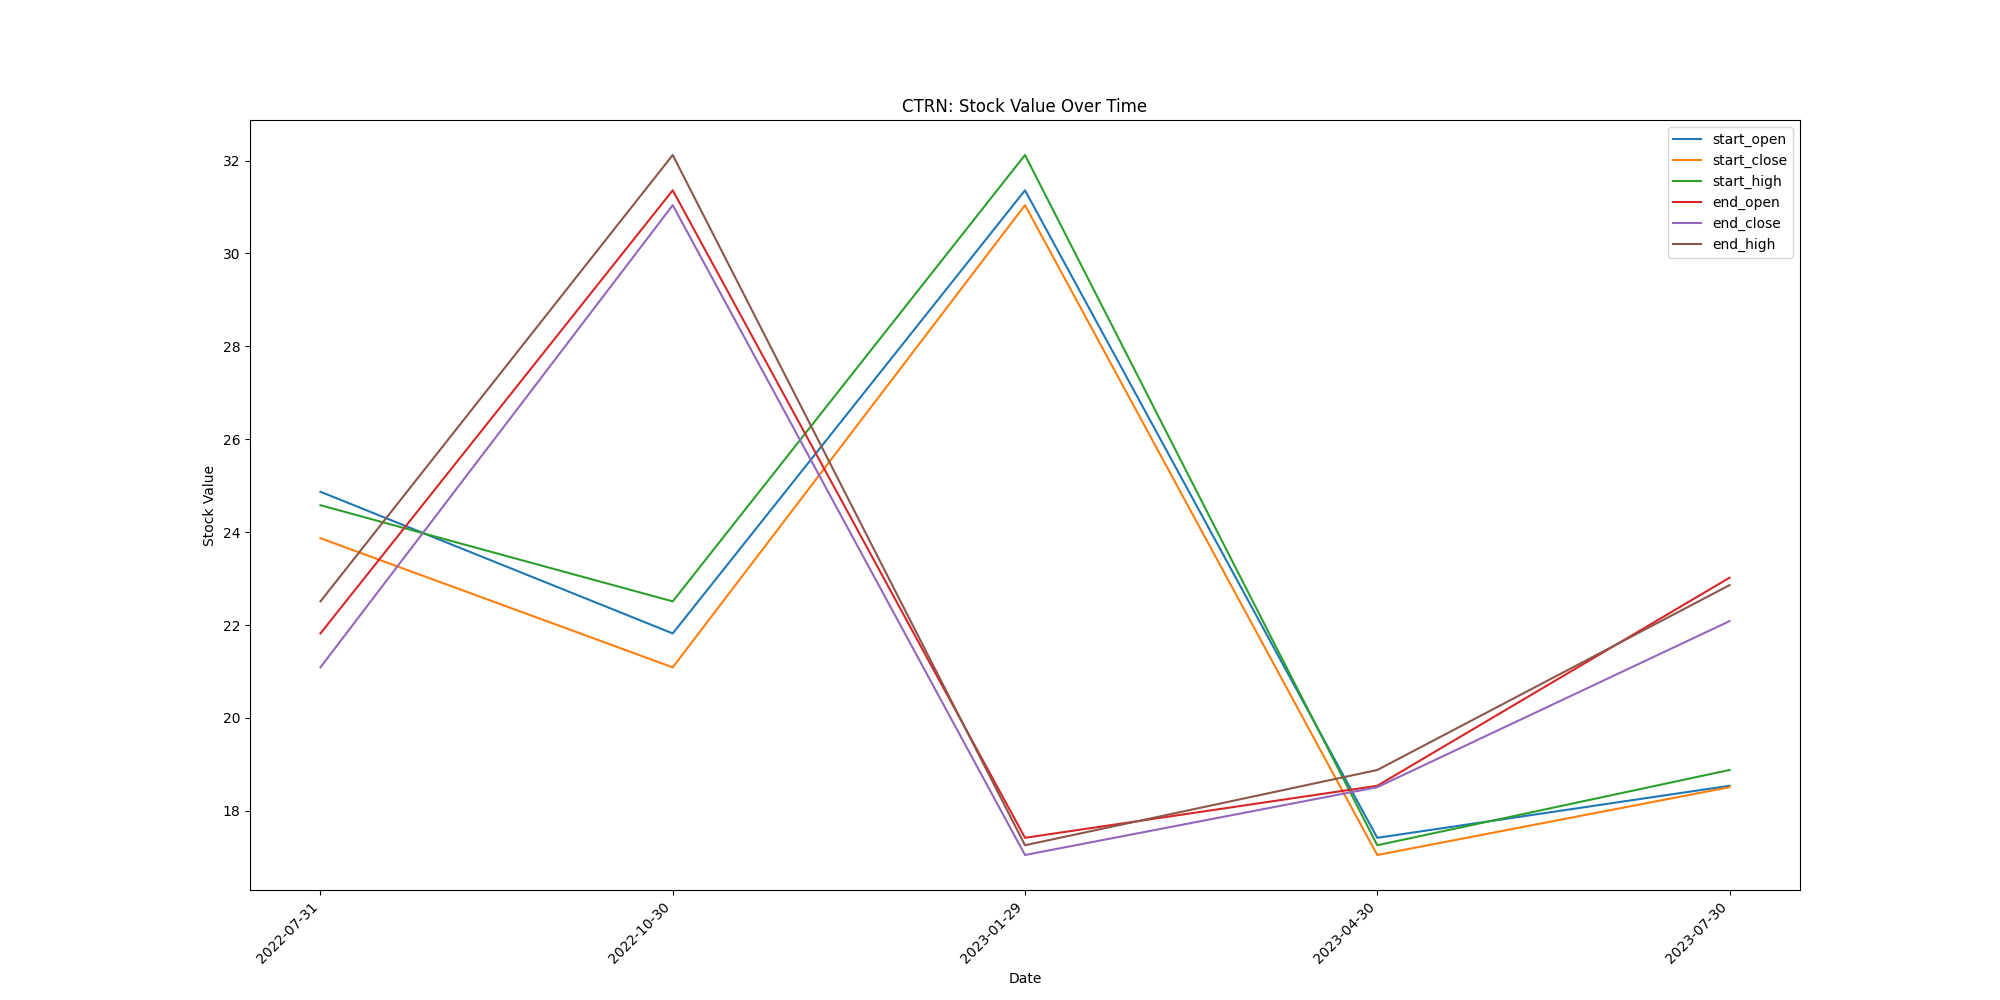 CTRN: Stock Value Over Time
start_open
start_close
start_high
end_open
end_close
end_high
32
30
28
26
24
22
20
18
Stock Value
2022-07-31
2022-10-30
2023-01-29
2023-04-30
2023-07-30
Date